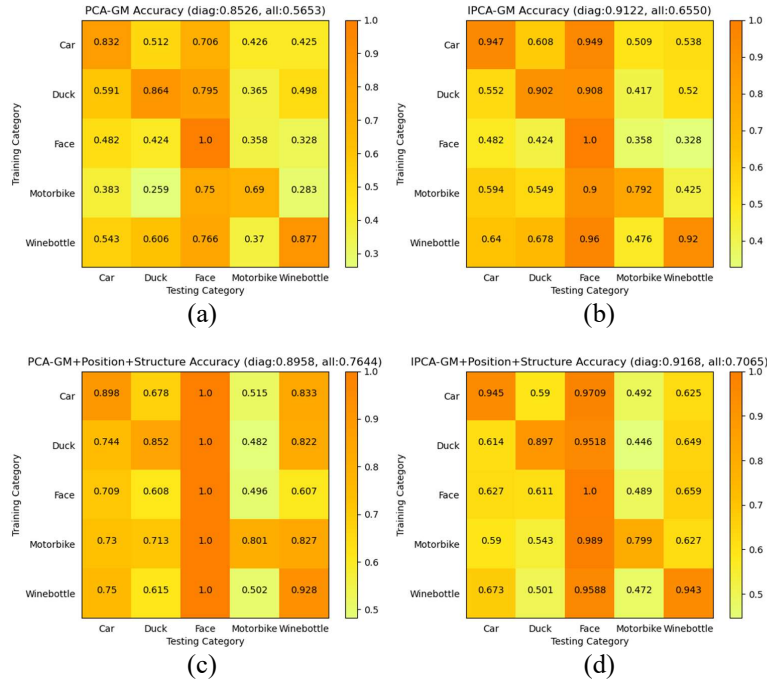 PCA-GM Accuracy (diag:0.8526, all:0.5653)
Car 0.832 0.512 0.706 0.426 0.425
Duck 0.591 0.864 0.795 0.365 0.498
Face 0.482 0.424 1.0 0.358 0.328
Motorbike 0.383 0.259 0.75 0.69 0.283
Winebottle 0.543 0.606 0.766 0.37 0.877
Car Duck Face Motorbike Winebottle
Testing Category
Training Category
1.0
0.9
0.8
0.7
0.6
0.5
0.4
0.3
(a)
IPCA-GM Accuracy (diag:0.9122, all:0.6550)
Car 0.947 0.608 0.949 0.509 0.538
Duck 0.552 0.902 0.908 0.417 0.52
Face 0.482 0.424 1.0 0.358 0.328
Motorbike 0.594 0.549 0.9 0.792 0.425
Winebottle 0.64 0.678 0.96 0.476 0.92
Car Duck Face Motorbike Winebottle
Testing Category
Training Category
1.0
0.9
0.8
0.7
0.6
0.5
0.4
(b)
PCA-GM+Position+Structure Accuracy (diag:0.8958, all:0.7644)
Car 0.898 0.678 1.0 0.515 0.833
Duck 0.744 0.852 1.0 0.482 0.822
Face 0.709 0.608 1.0 0.496 0.607
Motorbike 0.73 0.713 1.0 0.801 0.827
Winebottle 0.75 0.615 1.0 0.502 0.928
Car Duck Face Motorbike Winebottle
Testing Category
Training Category
1.0
0.9
0.8
0.7
0.6
0.5
(c)
IPCA-GM+Position+Structure Accuracy (diag:0.9168, all:0.7065)
Car 0.945 0.59 0.9709 0.492 0.625
Duck 0.614 0.897 0.9518 0.446 0.649
Face 0.627 0.611 1.0 0.489 0.659
Motorbike 0.59 0.543 0.989 0.799 0.627
Winebottle 0.673 0.501 0.9588 0.472 0.943
Car Duck Face Motorbike Winebottle
Testing Category
Training Category
1.0
0.9
0.8
0.7
0.6
0.5
(d)